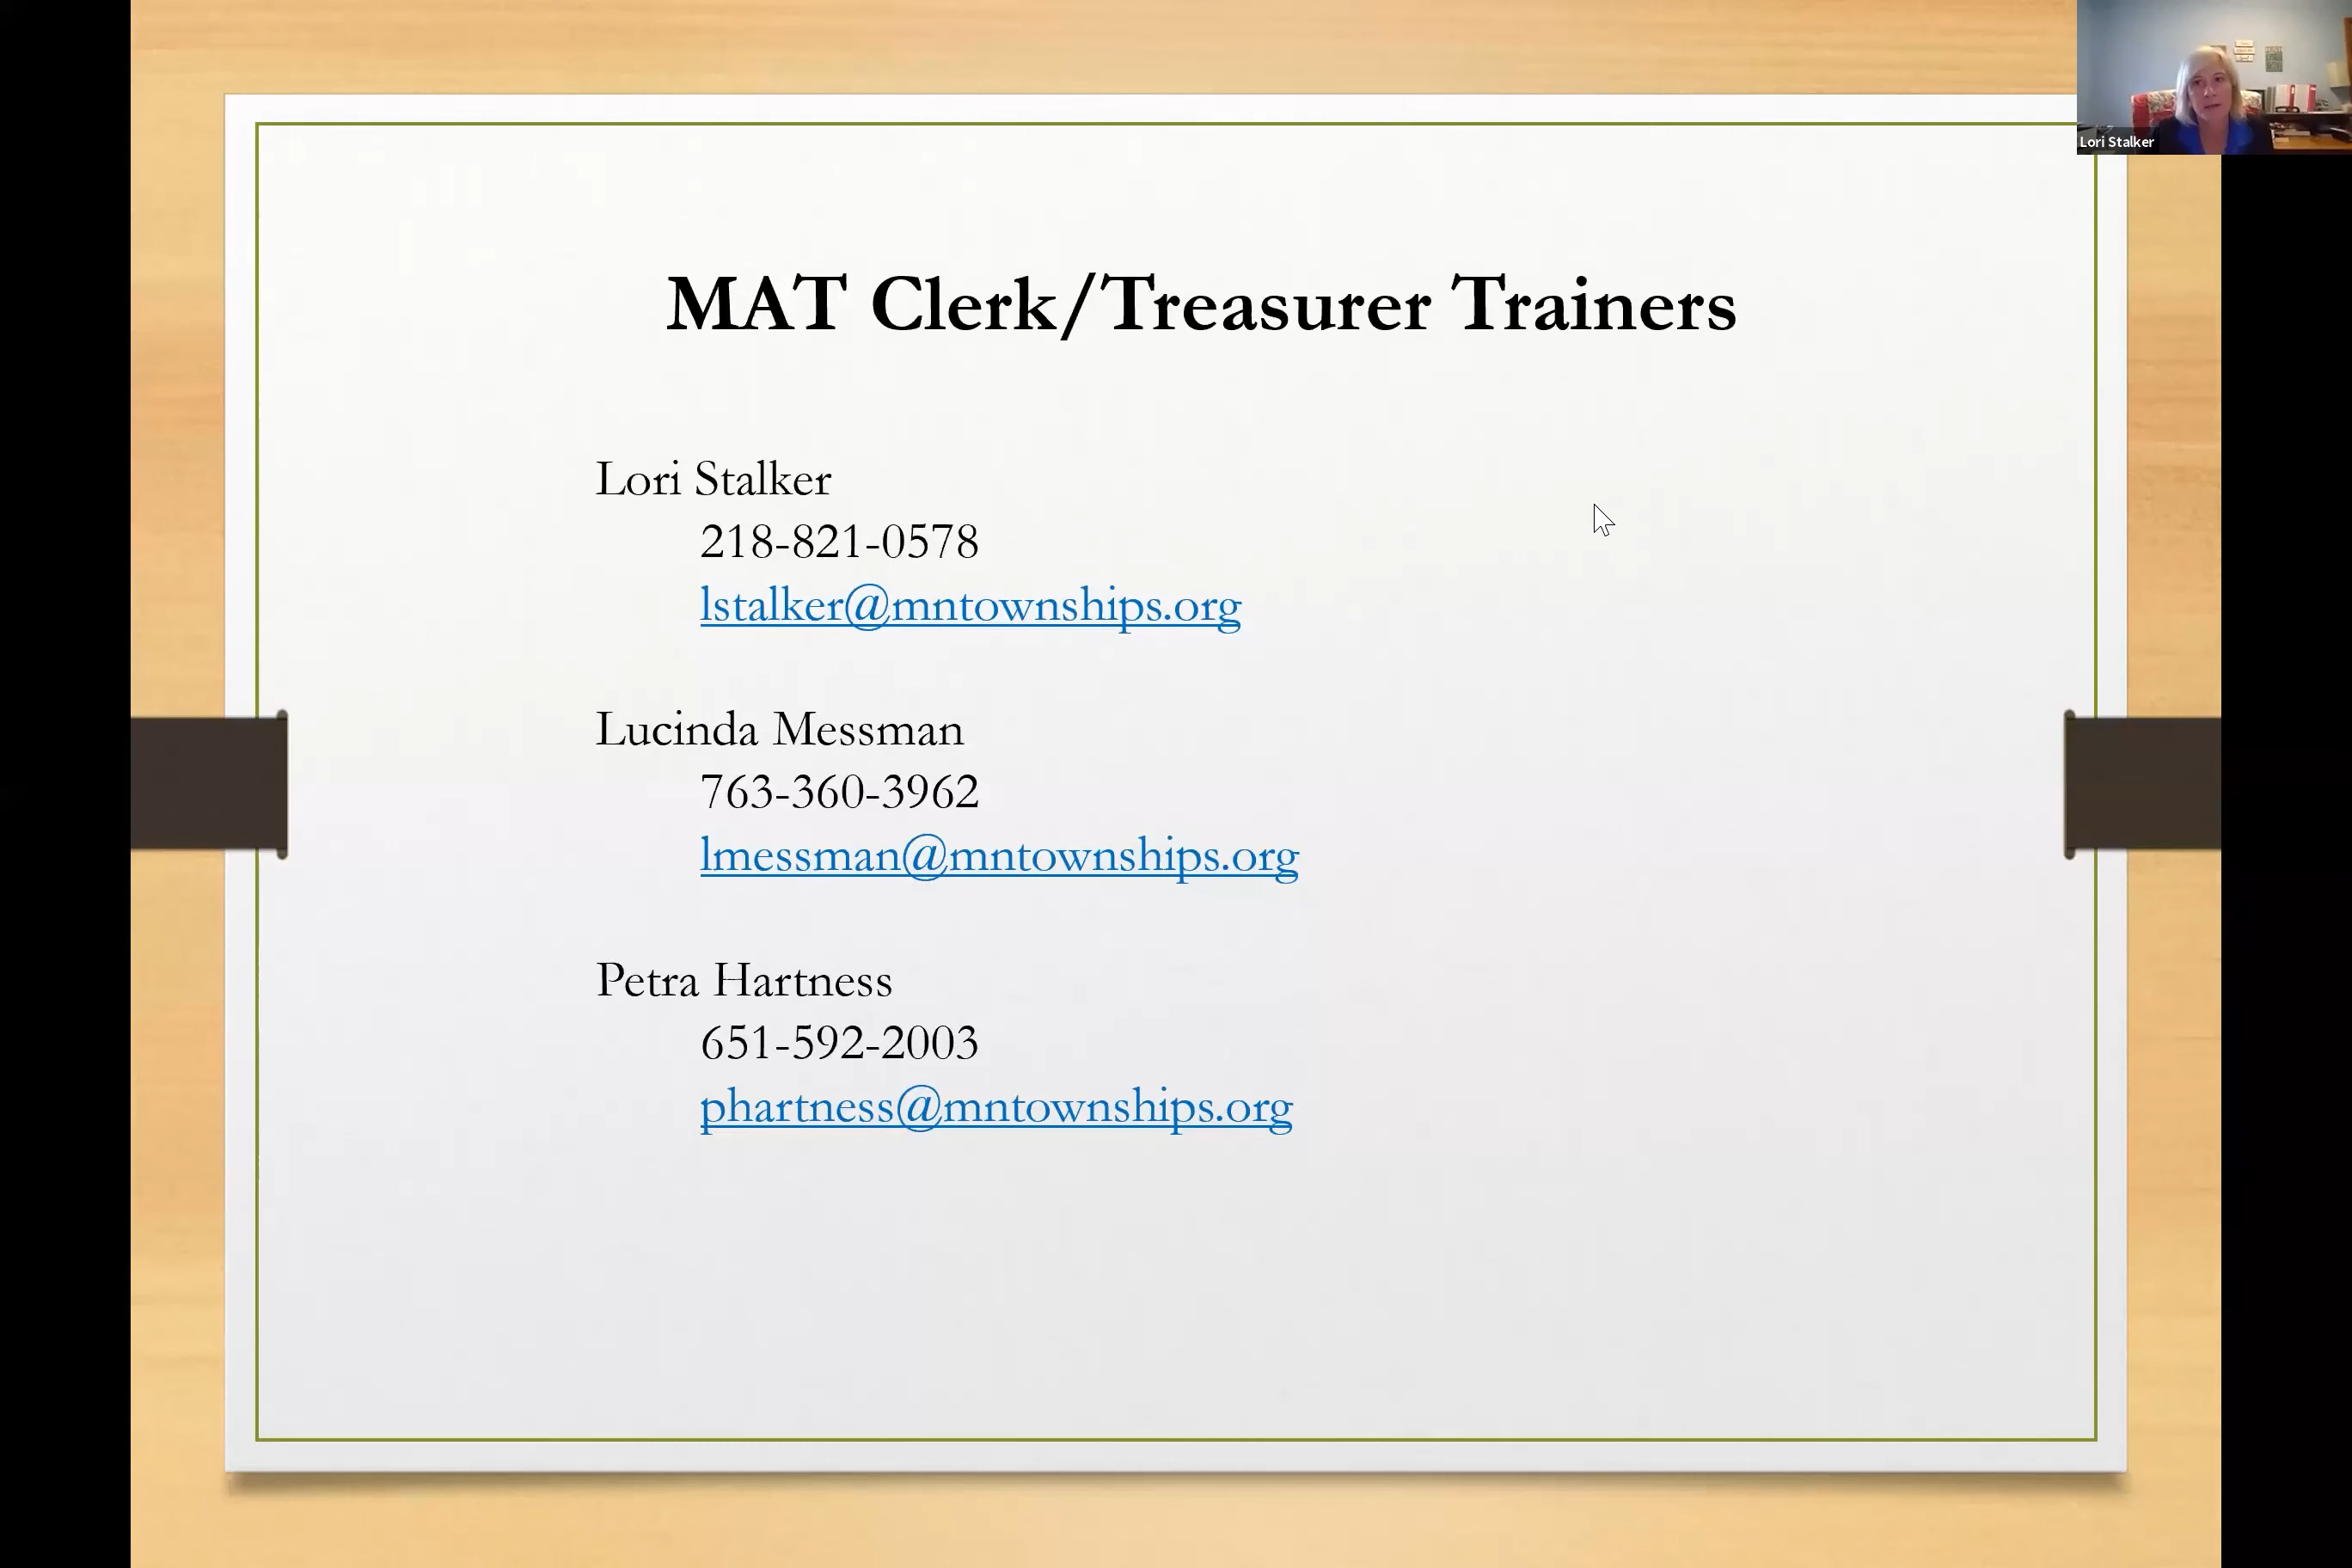 MAT Clerk/Treasurer Trainers
Lori Stalker
218-821-0578
lstalker@mntownships.org
Lucinda Messman
763-360-3962
lmessman@mntownships.org
Petra Hartness
651-592-2003
phartness@mntownships.org
Lori Stalker